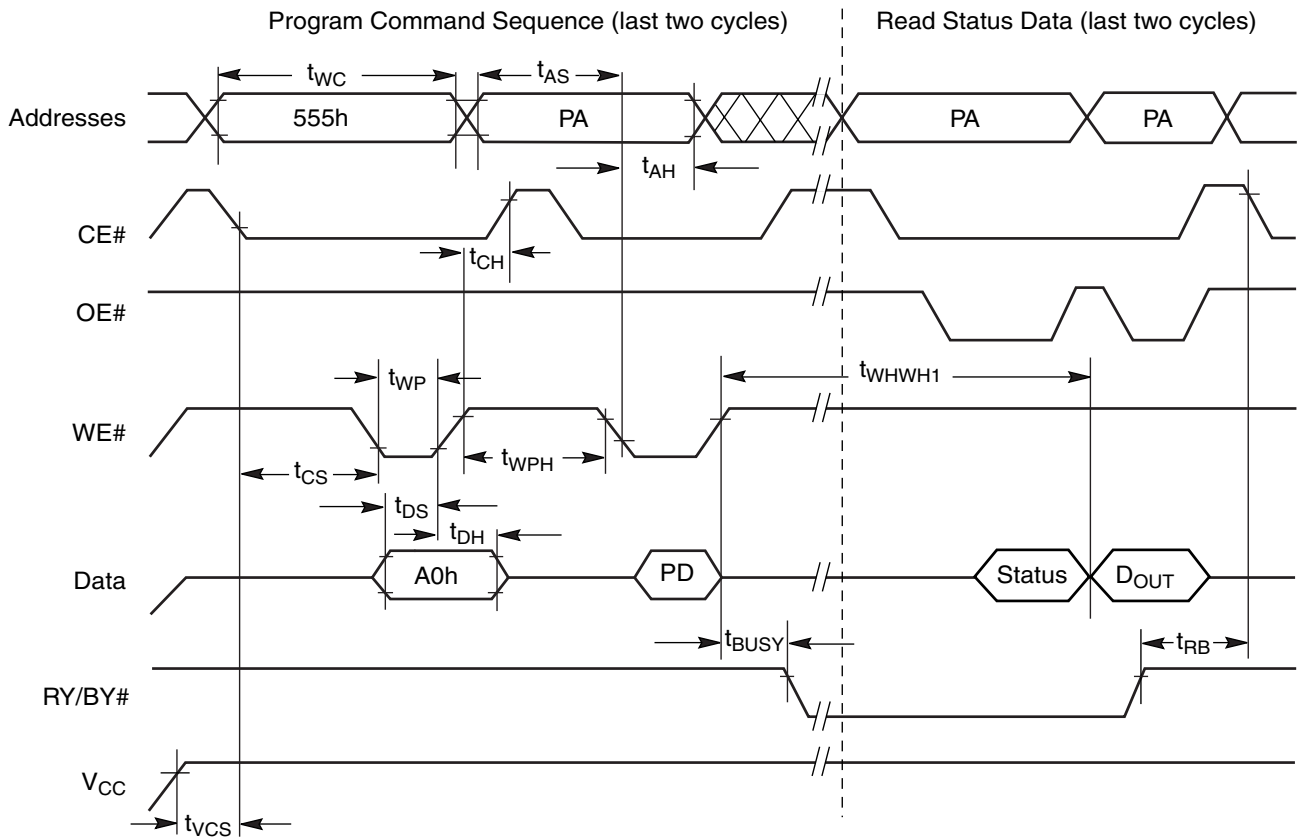 Program Command Sequence (last two cycles)
Read Status Data (last two cycles)
tWC
tAS
Addresses
555h
PA
PA
PA
tAH
CE#
tCH
OE#
tWP
tWHWH1
WE#
tCS
tWPH
tDS
tDH
Data
A0h
PD
Status
DOUT
tBUSY
tRB
RY/BY#
VCC
tVCS